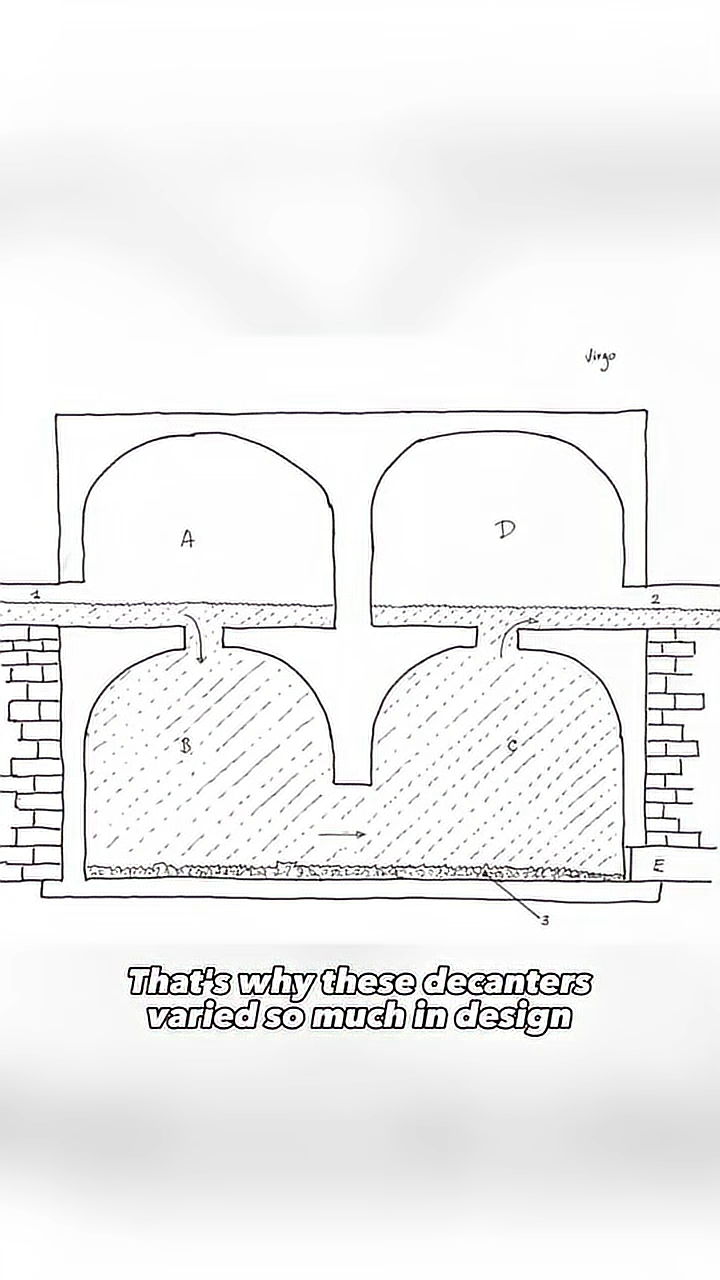 Virgo
A
D
1
2
B
C
E
3
That's why these decanters
varied so much in design